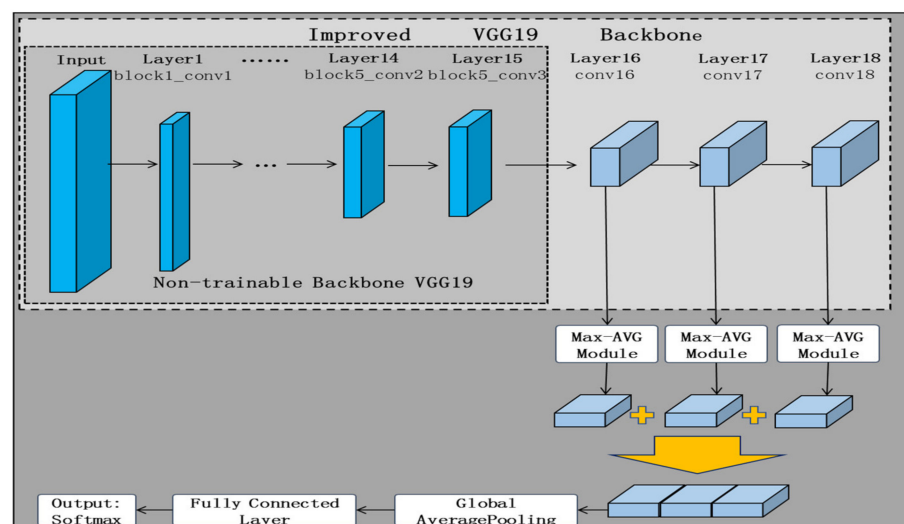 Improved VGG19 Backbone
Input Layer1 ...... Layer14 Layer15 Layer16 Layer17 Layer18
block1_conv1 block5_conv2 block5_conv3 conv16 conv17 conv18
...
Non-trainable Backbone VGG19
Max-AVG Module
Max-AVG Module
Max-AVG Module
+ +
Output:
Softmax
Fully Connected
Layer
Global
AveragePooling